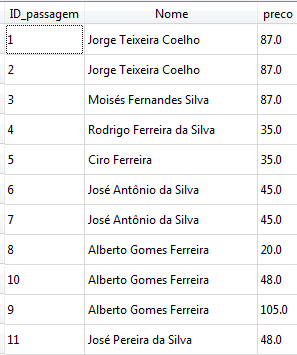 ID_passagem Nome preco
1 Jorge Teixeira Coelho 87.0
2 Jorge Teixeira Coelho 87.0
3 Moisés Fernandes Silva 87.0
4 Rodrigo Ferreira da Silva 35.0
5 Ciro Ferreira 35.0
6 José Antônio da Silva 45.0
7 José Antônio da Silva 45.0
8 Alberto Gomes Ferreira 20.0
10 Alberto Gomes Ferreira 48.0
9 Alberto Gomes Ferreira 105.0
11 José Pereira da Silva 48.0